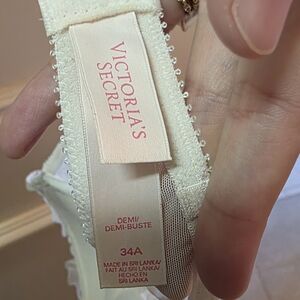 VICTORIA'S
SECRET
DEMI/
DEMI-BUSTE
34A
MADE IN SRI LANKA/
FAIT AU SRI LANKA/
HECHO EN
SRI LANKA